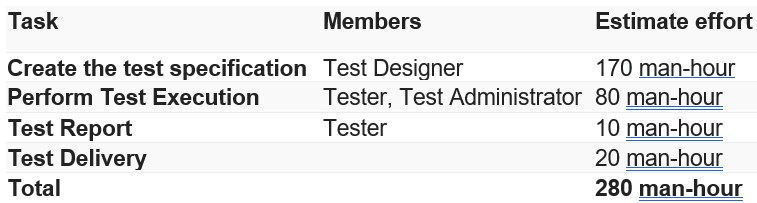 Task Members Estimate effort
Create the test specification Test Designer 170 man-hour
Perform Test Execution Tester, Test Administrator 80 man-hour
Test Report Tester 10 man-hour
Test Delivery 20 man-hour
Total 280 man-hour